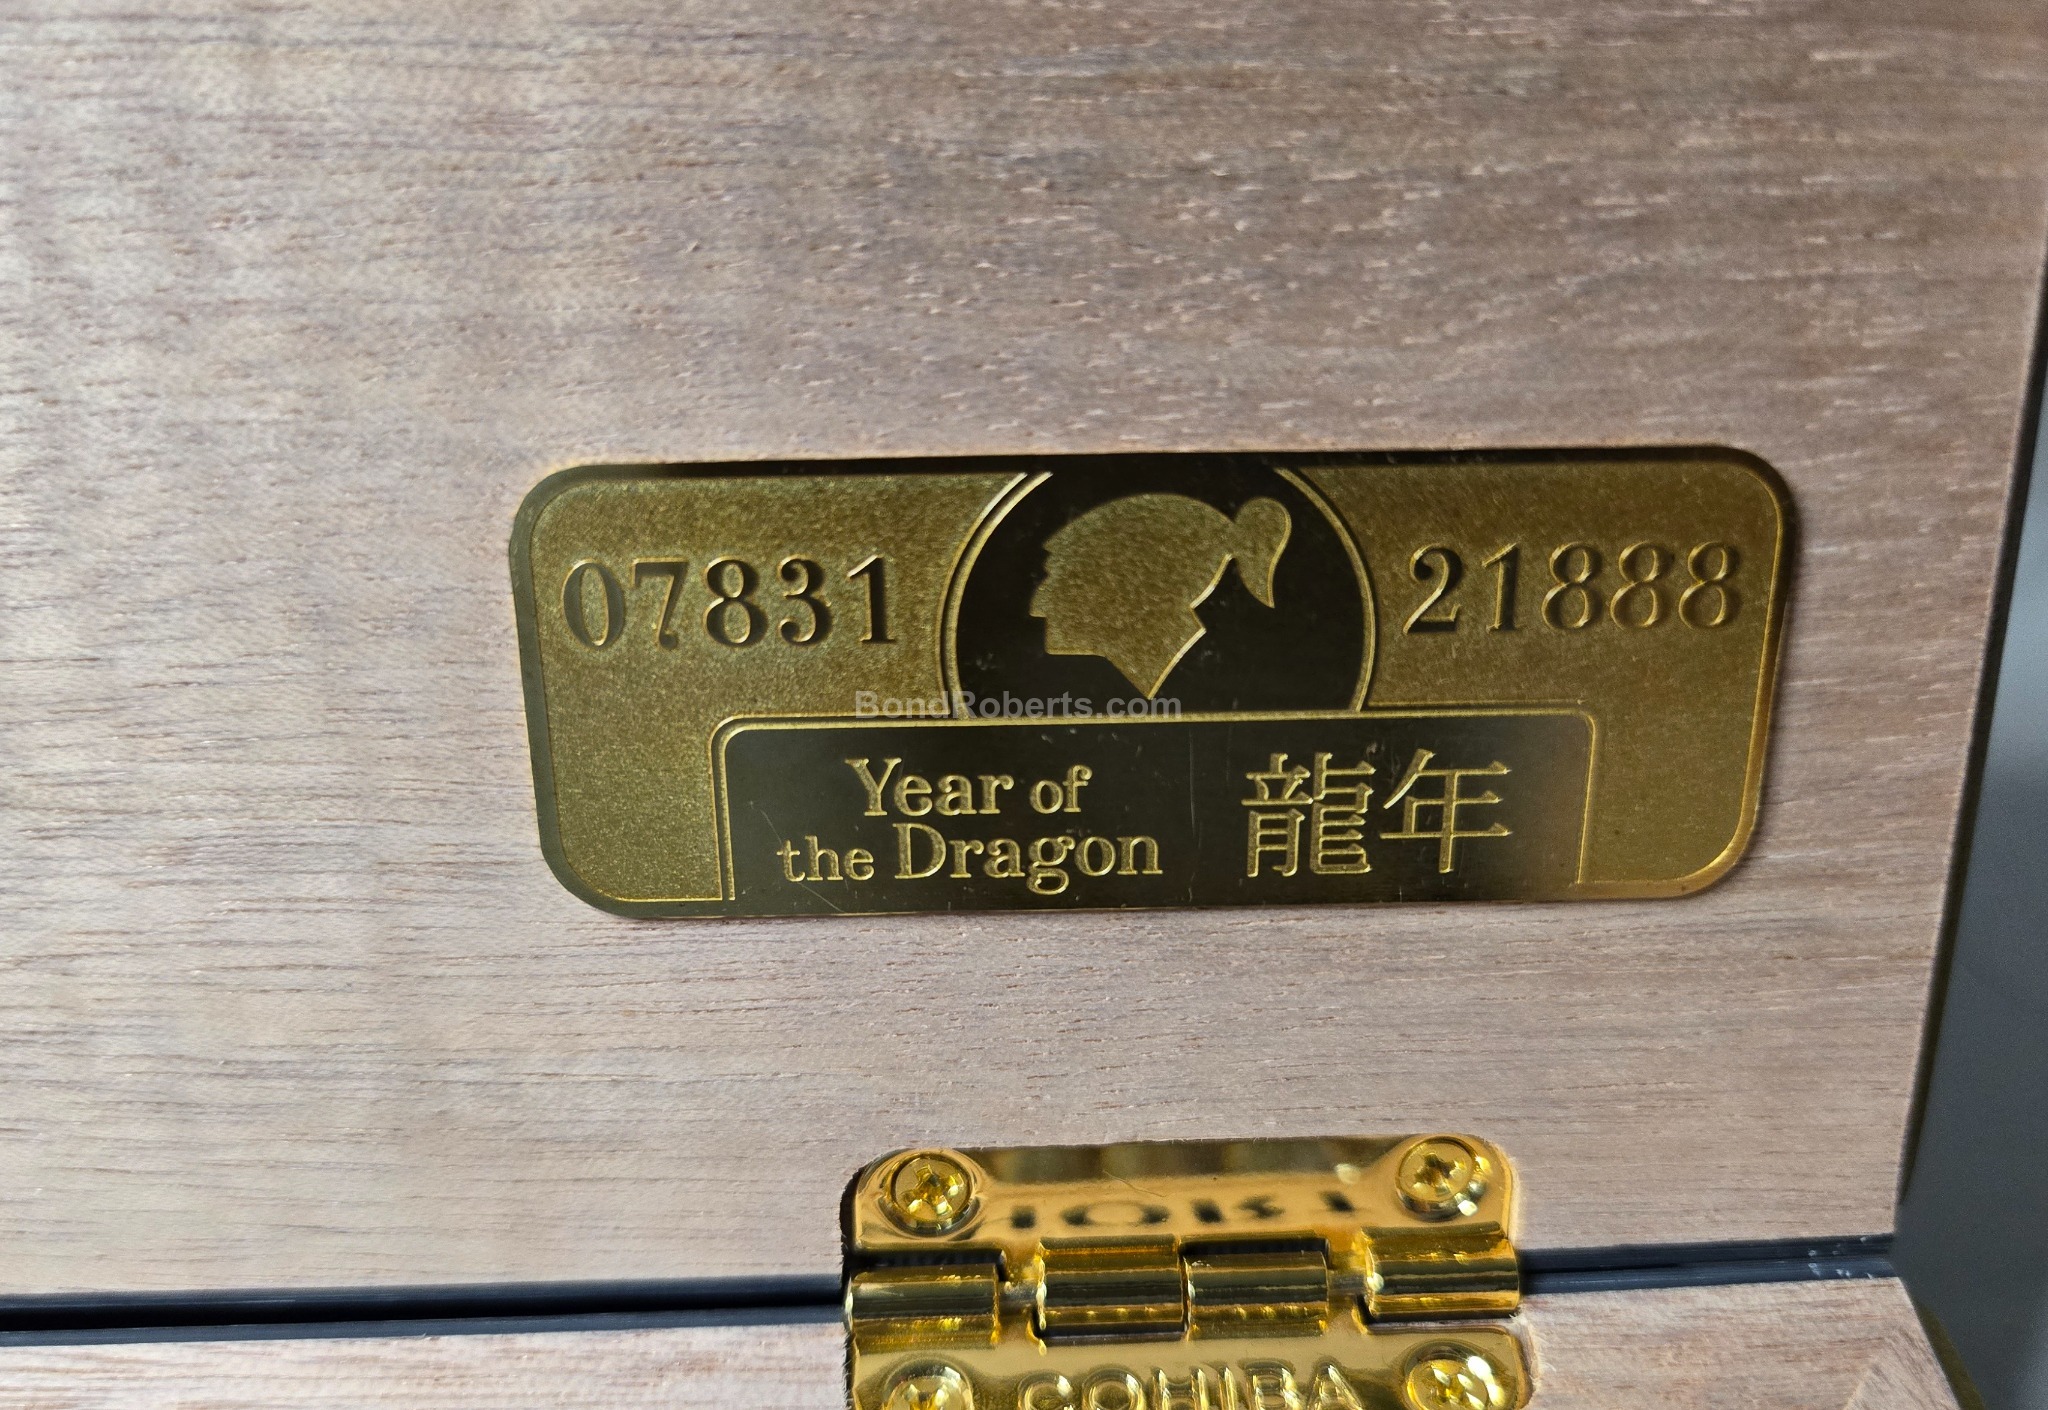 07831 21888
BondRoberts.com
Year of
the Dragon
龍年
COHIBA